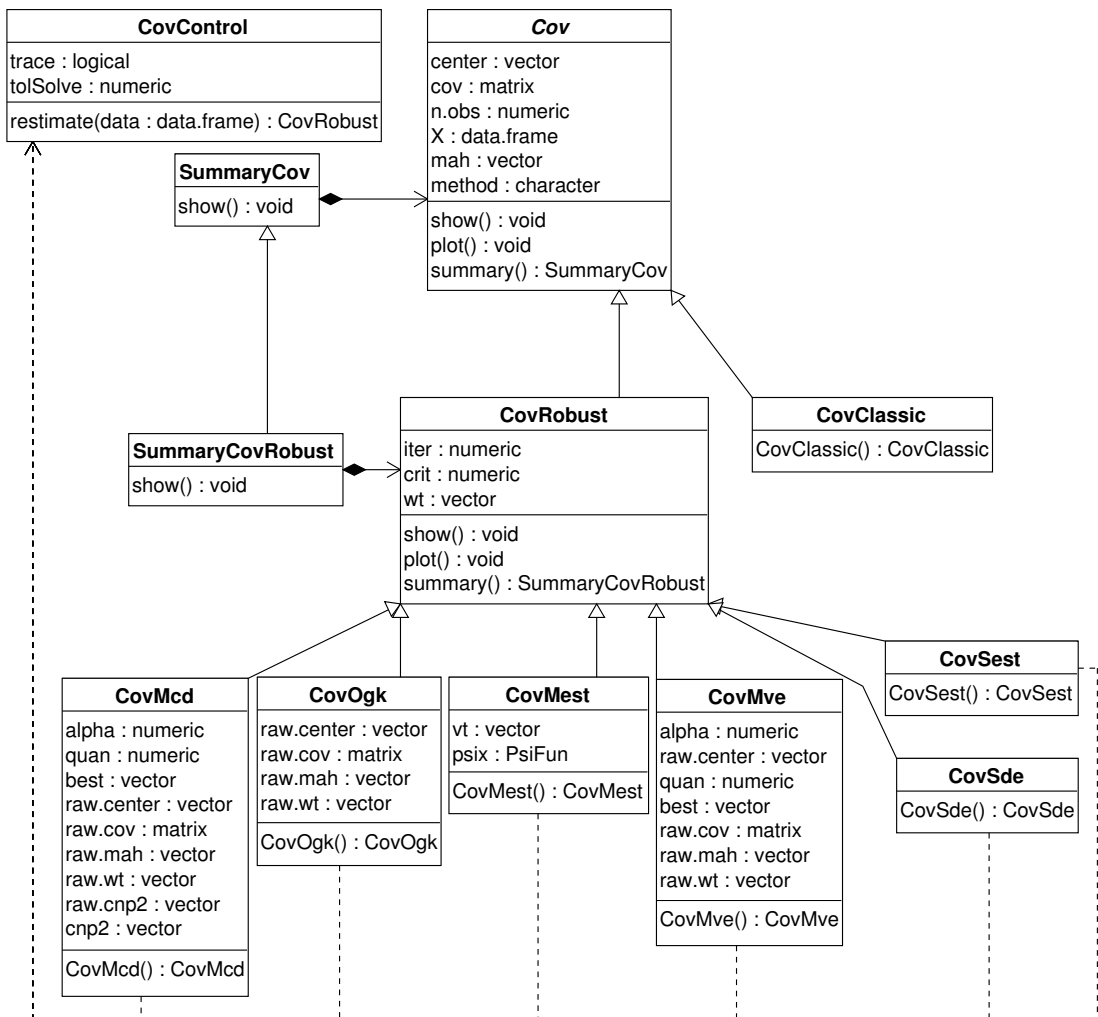 CovControl
trace : logical
tolSolve : numeric
restimate(data : data.frame) : CovRobust
Cov
center : vector
cov : matrix
n.obs : numeric
X : data.frame
mah : vector
method : character
show() : void
plot() : void
summary() : SummaryCov
SummaryCov
show() : void
CovRobust
iter : numeric
crit : numeric
wt : vector
show() : void
plot() : void
summary() : SummaryCovRobust
CovClassic
CovClassic() : CovClassic
SummaryCovRobust
show() : void
CovMcd
alpha : numeric
quan : numeric
best : vector
raw.center : vector
raw.cov : matrix
raw.mah : vector
raw.wt : vector
raw.cnp2 : vector
cnp2 : vector
CovMcd() : CovMcd
CovOgk
raw.center : vector
raw.cov : matrix
raw.mah : vector
raw.wt : vector
CovOgk() : CovOgk
CovMest
vt : vector
psix : PsiFun
CovMest() : CovMest
CovMve
alpha : numeric
raw.center : vector
quan : numeric
best : vector
raw.cov : matrix
raw.mah : vector
raw.wt : vector
CovMve() : CovMve
CovSest
CovSest() : CovSest
CovSde
CovSde() : CovSde